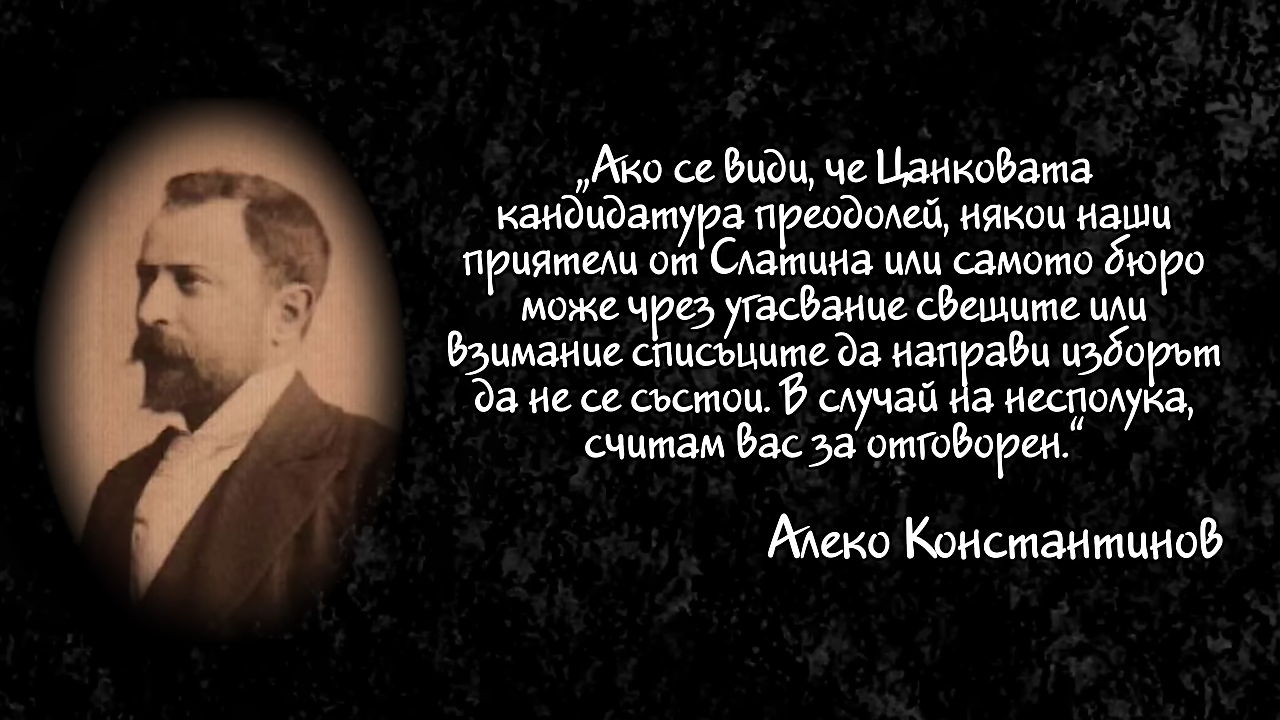 „Ако се види, че Цанковата
кандидатура преодолей, някои наши
приятели от Слатина или самото бюро
може чрез угасвание свещите или
взимание списъците да направи изборът
да не се състои. В случай на несполука,
считам вас за отговорен.“
Алеко Константинов